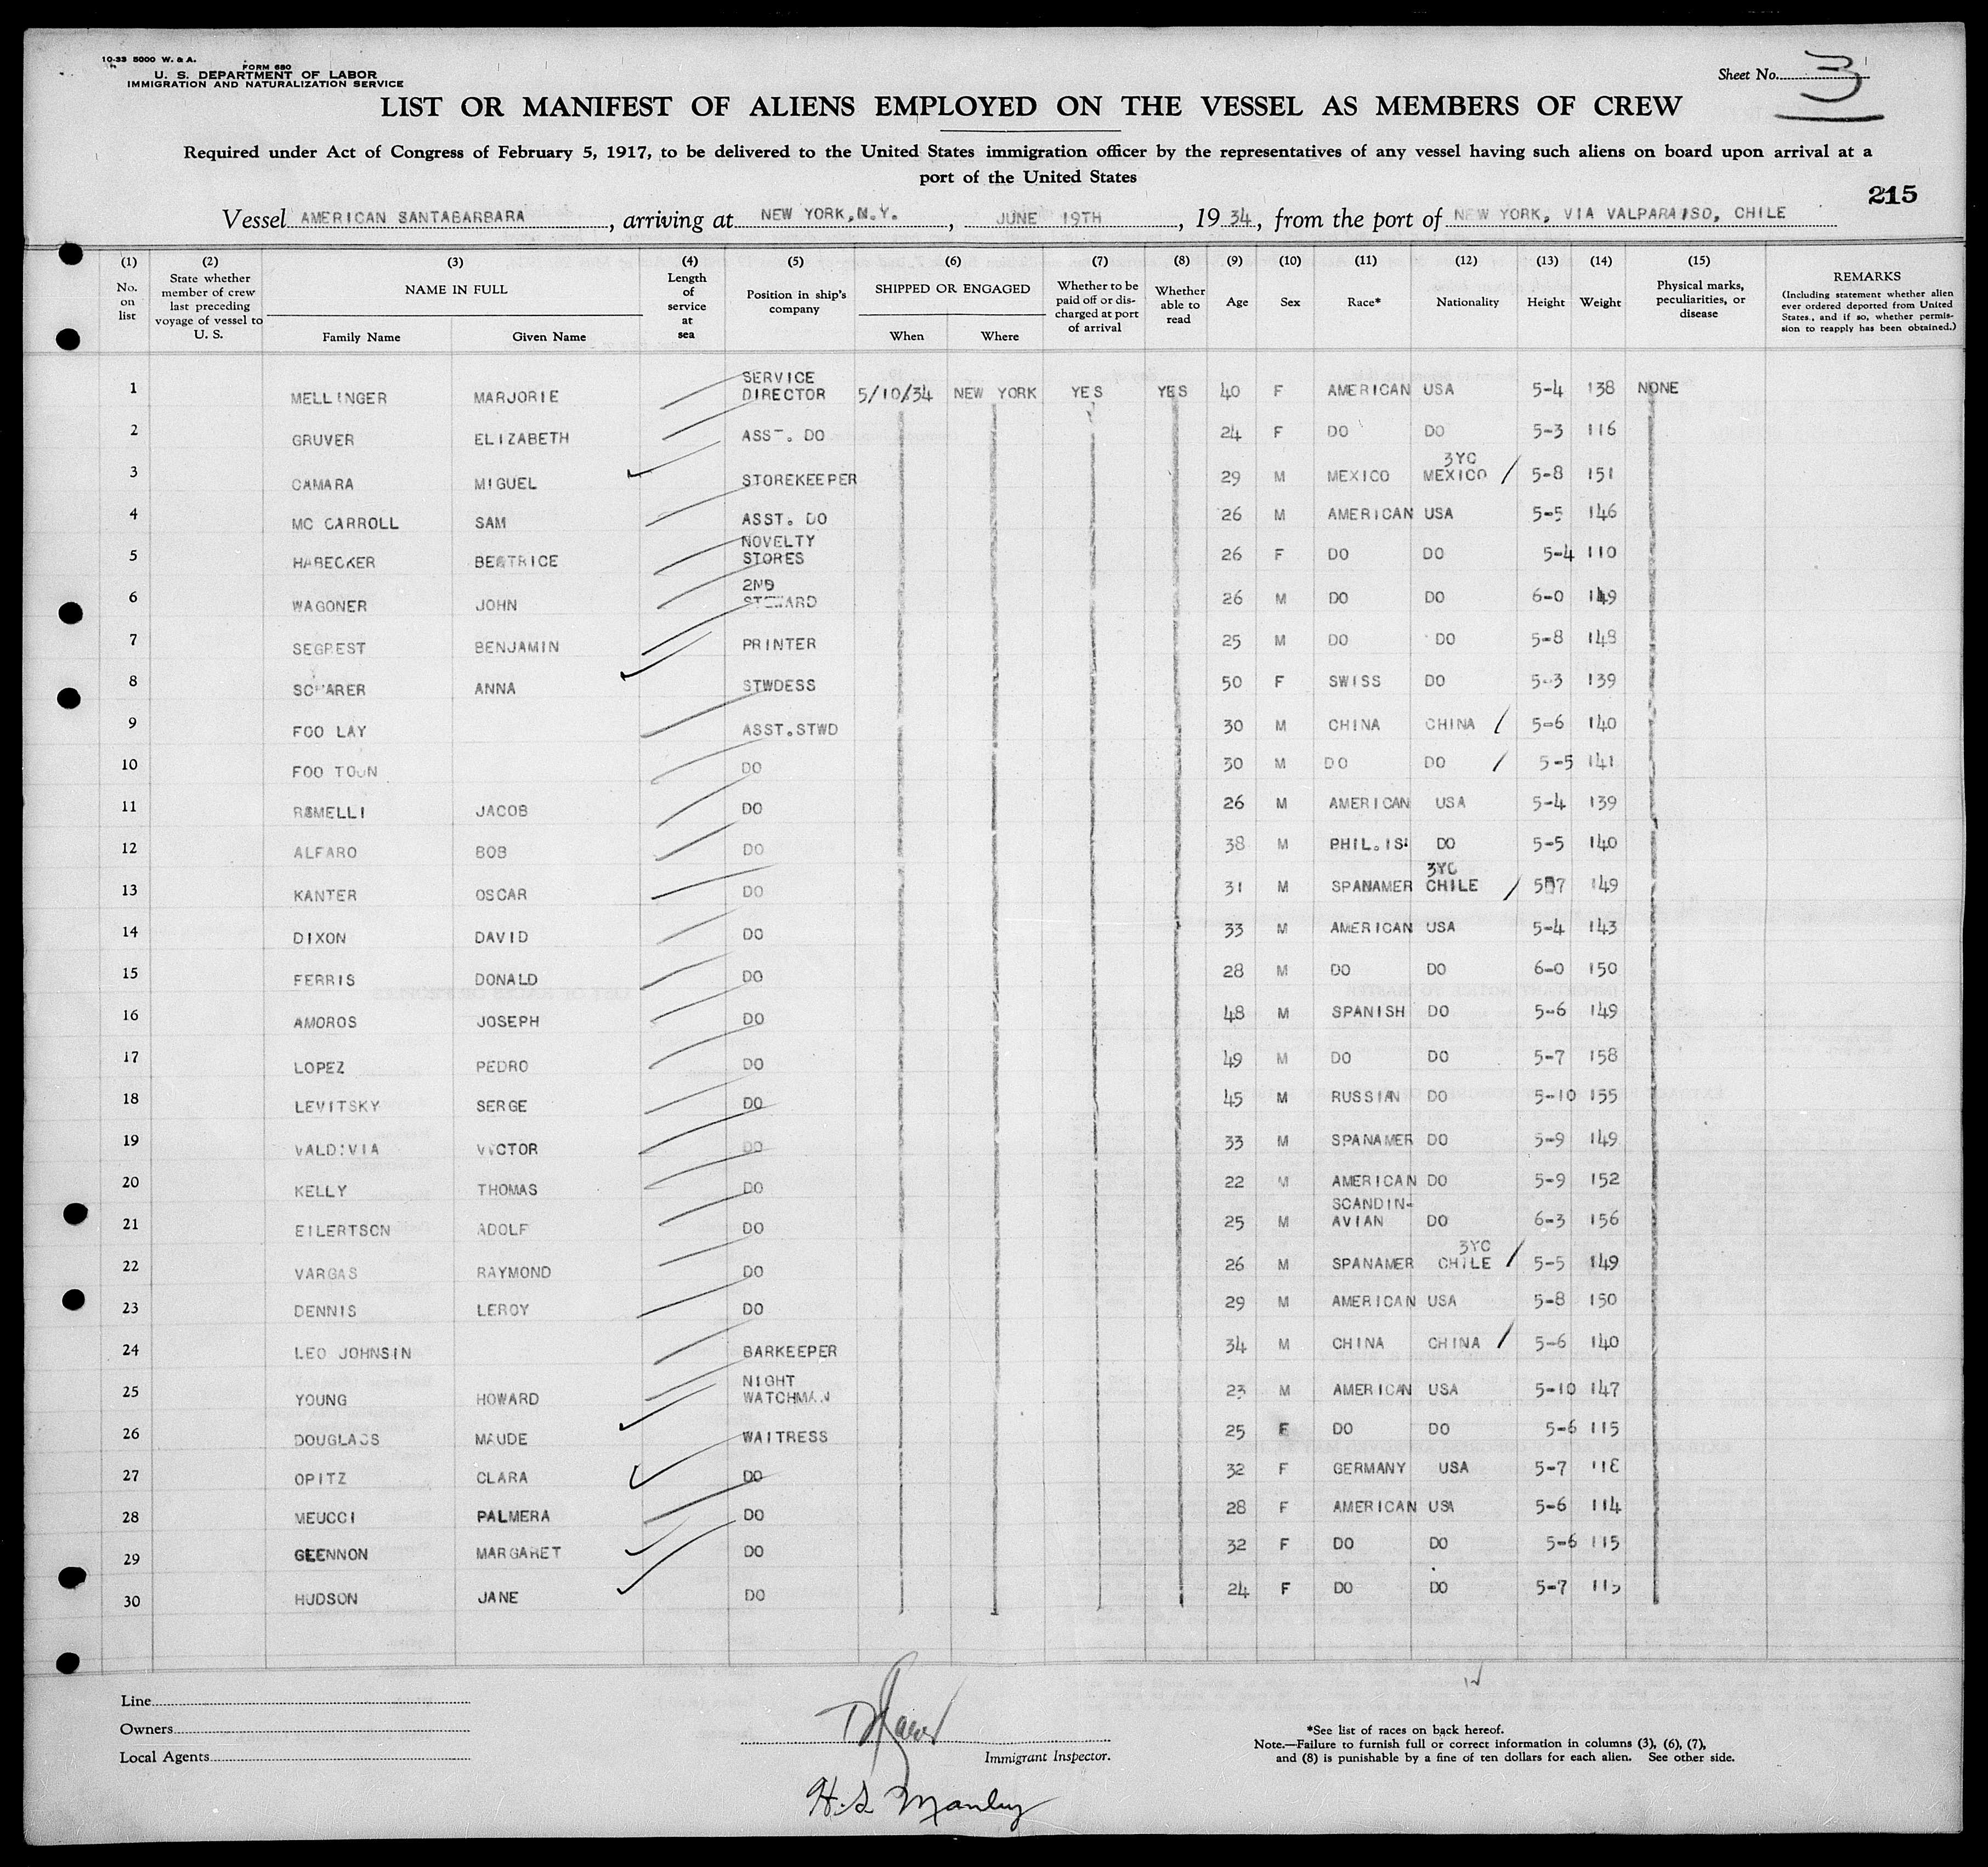 10-33 5000 W. & A.
FORM 680
U. S. DEPARTMENT OF LABOR
IMMIGRATION AND NATURALIZATION SERVICE
Sheet No. 3
LIST OR MANIFEST OF ALIENS EMPLOYED ON THE VESSEL AS MEMBERS OF CREW
Required under Act of Congress of February 5, 1917, to be delivered to the United States immigration officer by the representatives of any vessel having such aliens on board upon arrival at a
port of the United States
215
Vessel AMERICAN SANTABARBARA, arriving at NEW YORK, N.Y., JUNE 19TH, 1934, from the port of NEW YORK, VIA VALPARAISO, CHILE
(1) No. on list (2) State whether member of crew last preceding voyage of vessel to U. S. (3) NAME IN FULL Family Name Given Name (4) Length of service at sea (5) Position in ship's company (6) SHIPPED OR ENGAGED When Where (7) Whether to be paid off or discharged at port of arrival (8) Whether able to read (9) Age (10) Sex (11) Race* (12) Nationality (13) Height (14) Weight (15) Physical marks, peculiarities, or disease REMARKS (Including statement whether alien ever ordered deported from United States, and if so, whether permission to reapply has been obtained.)
1 MELLINGER MARJORIE SERVICE DIRECTOR 5/10/34 NEW YORK YES YES 40 F AMERICAN USA 5-4 138 NONE
2 GRUVER ELIZABETH ASST. DO 24 F DO DO 5-3 116
3 CAMARA MIGUEL STOREKEEPER 29 M MEXICO 3YC MEXICO 5-8 151
4 MC CARROLL SAM ASST. DO 26 M AMERICAN USA 5-5 146
5 HABECKER BEATRICE NOVELTY STORES 26 F DO DO 5-4 110
6 WAGONER JOHN 2ND STEWARD 26 M DO DO 6-0 149
7 SEGREST BENJAMIN PRINTER 25 M DO DO 5-8 148
8 ANNA STWDESS 50 F SWISS DO 5-3 139
9 FOO LAY ASST.STWD 30 M CHINA CHINA 5-6 140
10 FOO TOON DO 30 M DO DO 5-5 141
11 JACOB DO 26 M AMERICAN USA 5-4 139
12 ALFARO BOB DO 38 M PHIL.IS. DO 5-5 140
13 KANTER OSCAR DO 31 M SPANAMER 3YC CHILE 5-7 149
14 DIXON DAVID DO 33 M AMERICAN USA 5-4 143
15 FERRIS DONALD DO 28 M DO DO 6-0 150
16 AMOROS JOSEPH DO 48 M SPANISH DO 5-6 149
17 LOPEZ PEDRO DO 49 M DO DO 5-7 158
18 LEVITSKY SERGE DO 45 M RUSSIAN DO 5-10 155
19 VALDIVIA VICTOR DO 33 M SPANAMER DO 5-9 149
20 KELLY THOMAS DO 22 M AMERICAN DO 5-9 152
21 EILERTSON ADOLF DO 25 M SCANDIN-AVIAN DO 6-3 156
22 VARGAS RAYMOND DO 26 M SPANAMER 3YC CHILE 5-5 149
23 DENNIS LEROY DO 29 M AMERICAN USA 5-8 150
24 LEO JOHNSIN BARKEEPER 34 M CHINA CHINA 5-6 140
25 YOUNG HOWARD NIGHT WATCHMAN 23 M AMERICAN USA 5-10 147
26 DOUGLASS MAUDE WAITRESS 25 F DO DO 5-6 115
27 OPITZ CLARA DO 32 F GERMANY USA 5-7 118
28 MEUCCI PALMERA DO 28 F AMERICAN USA 5-6 114
29 GLENNON MARGARET DO 32 F DO DO 5-6 115
30 HUDSON JANE DO 24 F DO DO 5-7 115
Line
Owners
Local Agents
Immigrant Inspector.
H.S. Manley
*See list of races on back hereof.
Note.—Failure to furnish full or correct information in columns (3), (6), (7),
and (8) is punishable by a fine of ten dollars for each alien. See other side.